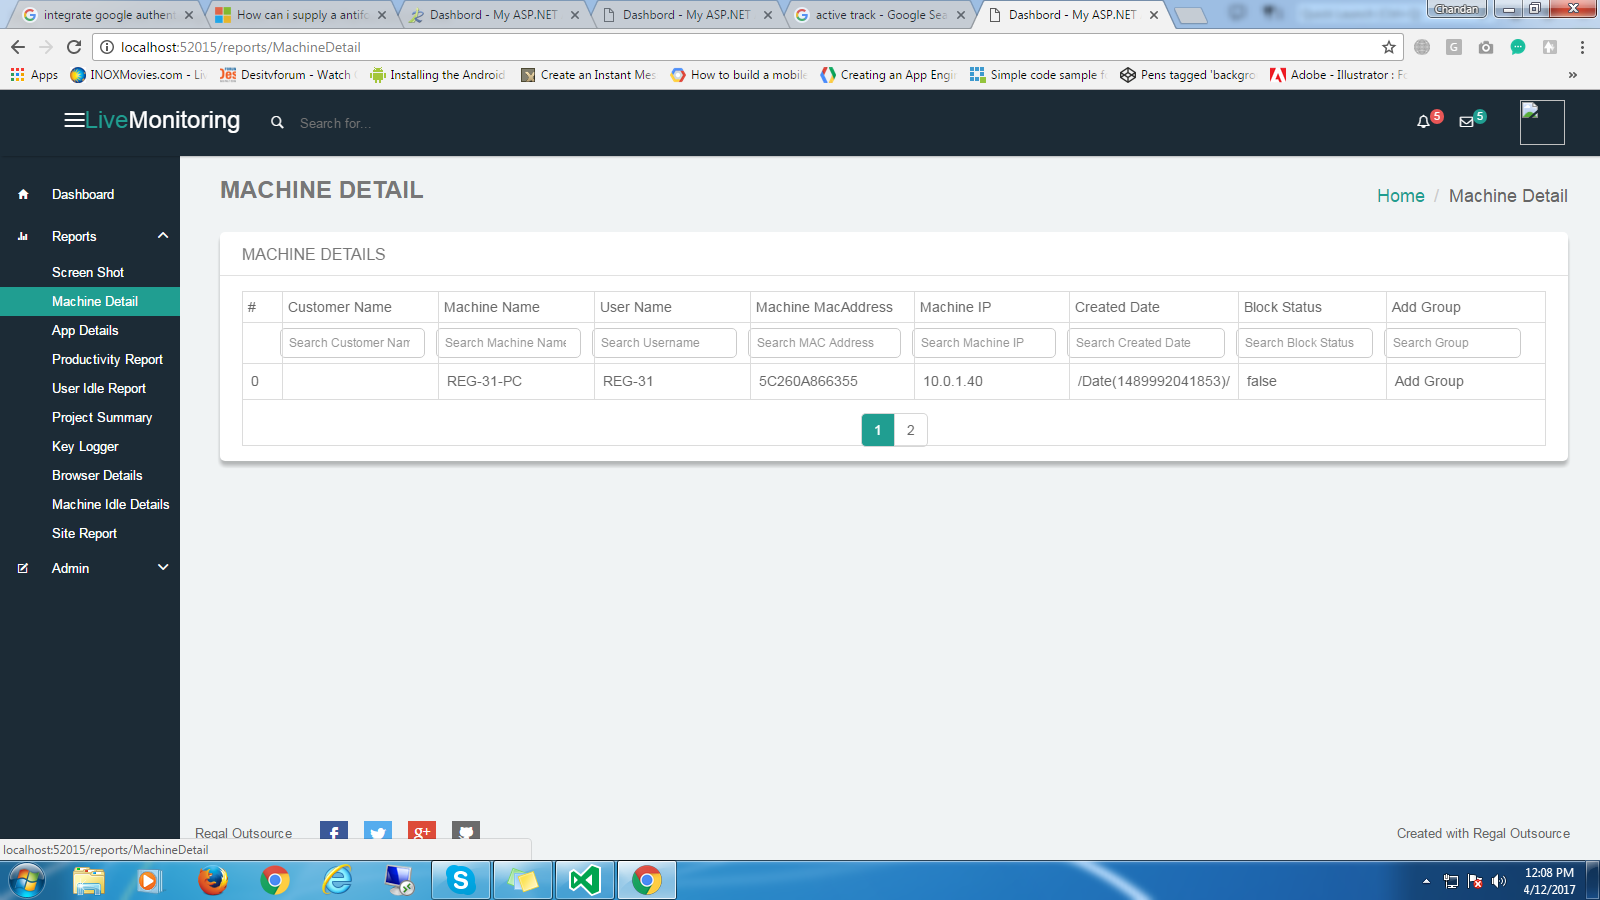 integrate google authent
How can i supply a antifo
Dashbord - My ASP.NET
Dashbord - My ASP.NET
active track - Google Sea
Dashbord - My ASP.NET
Chandan
localhost:52015/reports/MachineDetail
Apps
INOXMovies.com - Liv
Desitvforum - Watch
Installing the Android
Create an Instant Mes
How to build a mobile
Creating an App Engi
Simple code sample f
Pens tagged 'backgro
Adobe - Illustrator : Fo
»
LiveMonitoring
Search for...
5
5
Dashboard
Reports
Screen Shot
Machine Detail
App Details
Productivity Report
User Idle Report
Project Summary
Key Logger
Browser Details
Machine Idle Details
Site Report
Admin
MACHINE DETAIL
Home / Machine Detail
MACHINE DETAILS
# Customer Name Machine Name User Name Machine MacAddress Machine IP Created Date Block Status Add Group
Search Customer Nam Search Machine Name Search Username Search MAC Address Search Machine IP Search Created Date Search Block Status Search Group
0 REG-31-PC REG-31 5C260A866355 10.0.1.40 /Date(1489992041853)/ false Add Group
1 2
Regal Outsource
f
g+
Created with Regal Outsource
localhost:52015/reports/MachineDetail
12:08 PM
4/12/2017